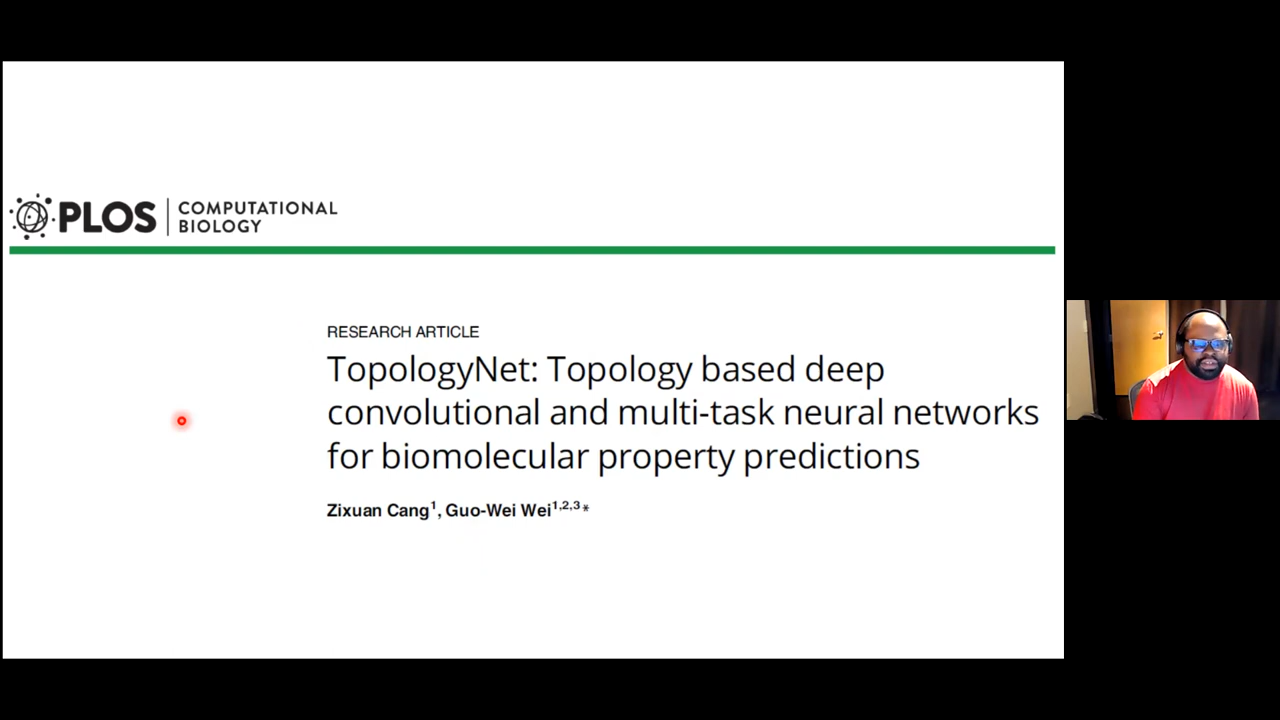 PLOS
COMPUTATIONAL
BIOLOGY
RESEARCH ARTICLE
TopologyNet: Topology based deep
convolutional and multi-task neural networks
for biomolecular property predictions
Zixuan Cang1, Guo-Wei Wei1,2,3*